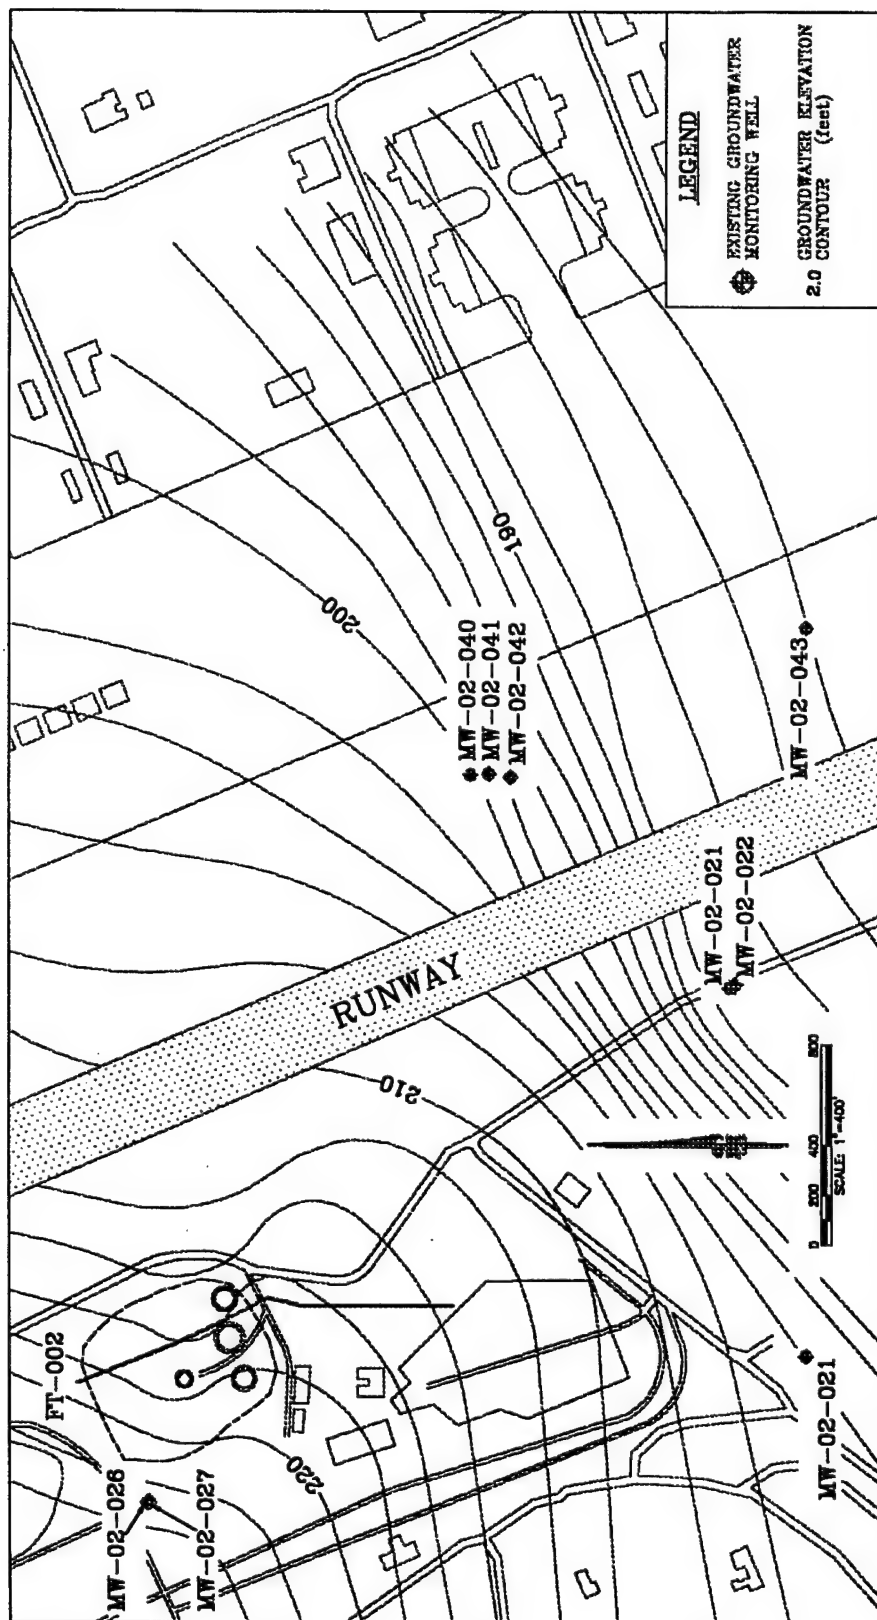 MW-02-026
MW-02-027
FT-002
220
210
RUNWAY
200
190
MW-02-040
MW-02-041
MW-02-042
MW-02-021
MW-02-022
MW-02-043
MW-02-021
0 200 400 800
SCALE: 1"=400'
LEGEND
EXISTING GROUNDWATER
MONITORING WELL
2.0 GROUNDWATER ELEVATION
CONTOUR (feet)